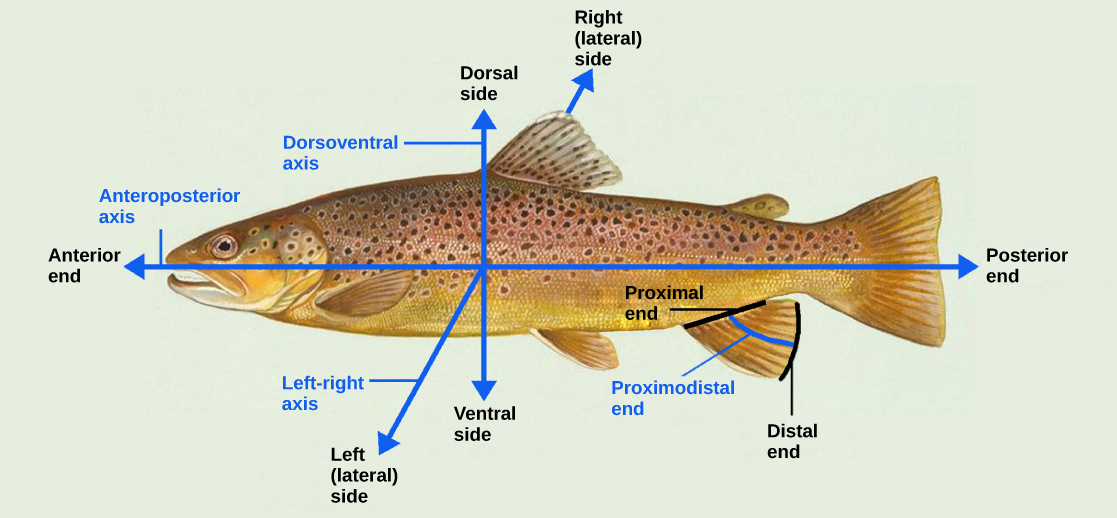 Right
(lateral)
side
Dorsal
side
Dorsoventral
axis
Anteroposterior
axis
Anterior
end
Posterior
end
Proximal
end
Left-right
axis
Proximodistal
end
Ventral
side
Distal
end
Left
(lateral)
side